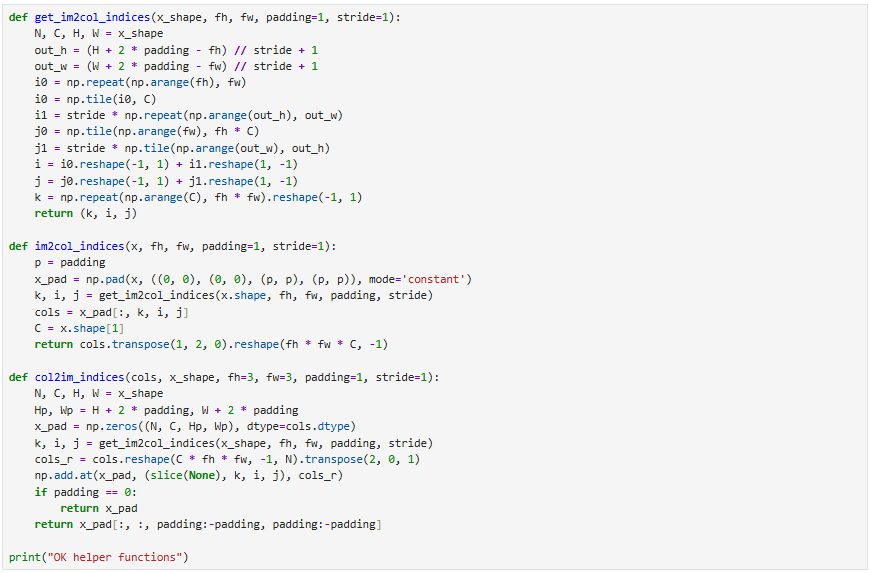 def get_im2col_indices(x_shape, fh, fw, padding=1, stride=1):
    N, C, H, W = x_shape
    out_h = (H + 2 * padding - fh) // stride + 1
    out_w = (W + 2 * padding - fw) // stride + 1
    i0 = np.repeat(np.arange(fh), fw)
    i0 = np.tile(i0, C)
    i1 = stride * np.repeat(np.arange(out_h), out_w)
    j0 = np.tile(np.arange(fw), fh * C)
    j1 = stride * np.tile(np.arange(out_w), out_h)
    i = i0.reshape(-1, 1) + i1.reshape(1, -1)
    j = j0.reshape(-1, 1) + j1.reshape(1, -1)
    k = np.repeat(np.arange(C), fh * fw).reshape(-1, 1)
    return (k, i, j)

def im2col_indices(x, fh, fw, padding=1, stride=1):
    p = padding
    x_pad = np.pad(x, ((0, 0), (0, 0), (p, p), (p, p)), mode='constant')
    k, i, j = get_im2col_indices(x.shape, fh, fw, padding, stride)
    cols = x_pad[:, k, i, j]
    C = x.shape[1]
    return cols.transpose(1, 2, 0).reshape(fh * fw * C, -1)

def col2im_indices(cols, x_shape, fh=3, fw=3, padding=1, stride=1):
    N, C, H, W = x_shape
    Hp, Wp = H + 2 * padding, W + 2 * padding
    x_pad = np.zeros((N, C, Hp, Wp), dtype=cols.dtype)
    k, i, j = get_im2col_indices(x_shape, fh, fw, padding, stride)
    cols_r = cols.reshape(C * fh * fw, -1, N).transpose(2, 0, 1)
    np.add.at(x_pad, (slice(None), k, i, j), cols_r)
    if padding == 0:
        return x_pad
    return x_pad[:, :, padding:-padding, padding:-padding]

print("OK helper functions")